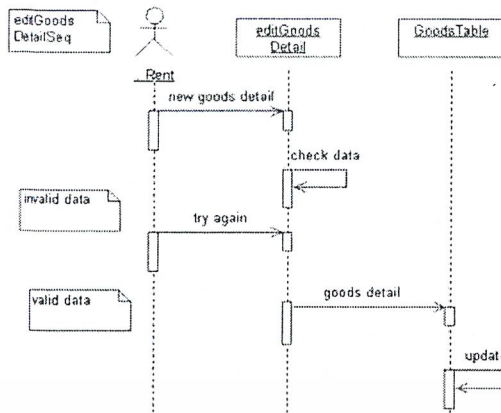 editGoods
DetailSeq
: Rent
editGoods
Detail
GoodsTable
new goods detail
check data
invalid data
try again
valid data
goods detail
updat